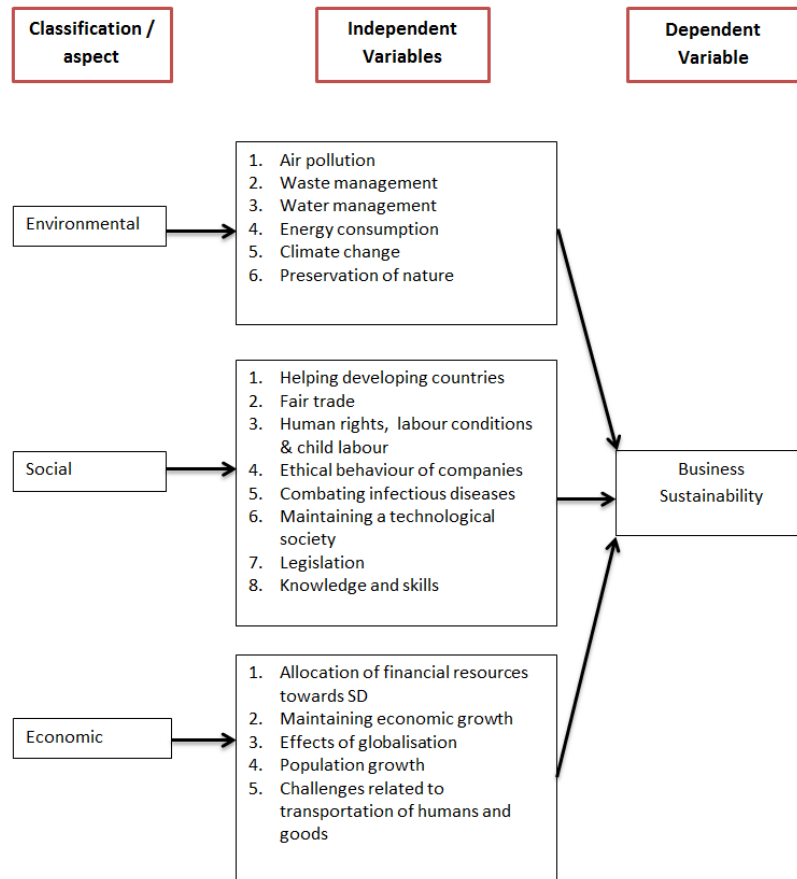 Classification /
aspect
Independent
Variables
Dependent
Variable
Environmental
1. Air pollution
2. Waste management
3. Water management
4. Energy consumption
5. Climate change
6. Preservation of nature
Social
1. Helping developing countries
2. Fair trade
3. Human rights, labour conditions
& child labour
4. Ethical behaviour of companies
5. Combating infectious diseases
6. Maintaining a technological
society
7. Legislation
8. Knowledge and skills
Business
Sustainability
Economic
1. Allocation of financial resources
towards SD
2. Maintaining economic growth
3. Effects of globalisation
4. Population growth
5. Challenges related to
transportation of humans and
goods